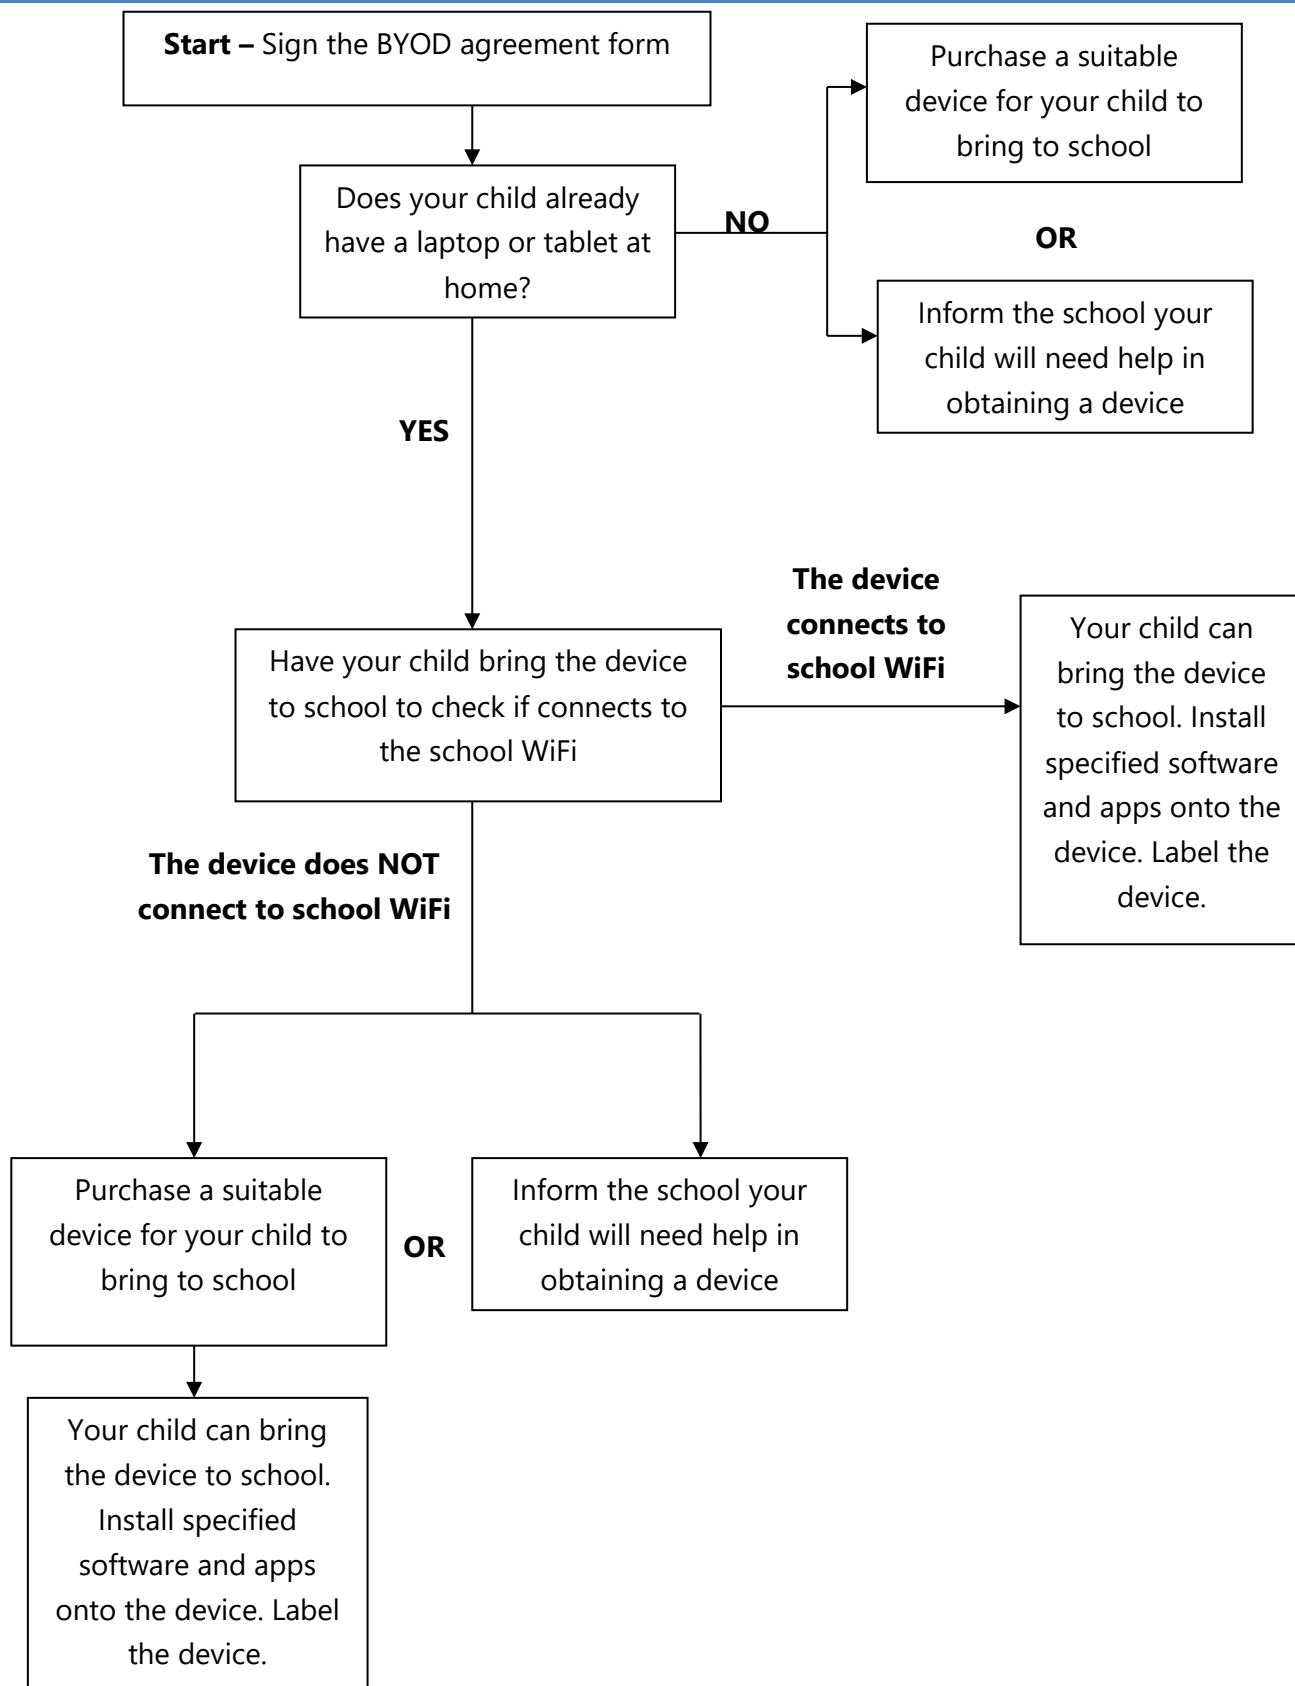 Start – Sign the BYOD agreement form
Purchase a suitable
device for your child to
bring to school
Does your child already
have a laptop or tablet at
home?
NO
OR
Inform the school your
child will need help in
obtaining a device
YES
The device
connects to
school WiFi
Have your child bring the device
to school to check if connects to
the school WiFi
Your child can
bring the device
to school. Install
specified software
and apps onto the
device. Label the
device.
The device does NOT
connect to school WiFi
Purchase a suitable
device for your child to
bring to school
OR
Inform the school your
child will need help in
obtaining a device
Your child can bring
the device to school.
Install specified
software and apps
onto the device. Label
the device.